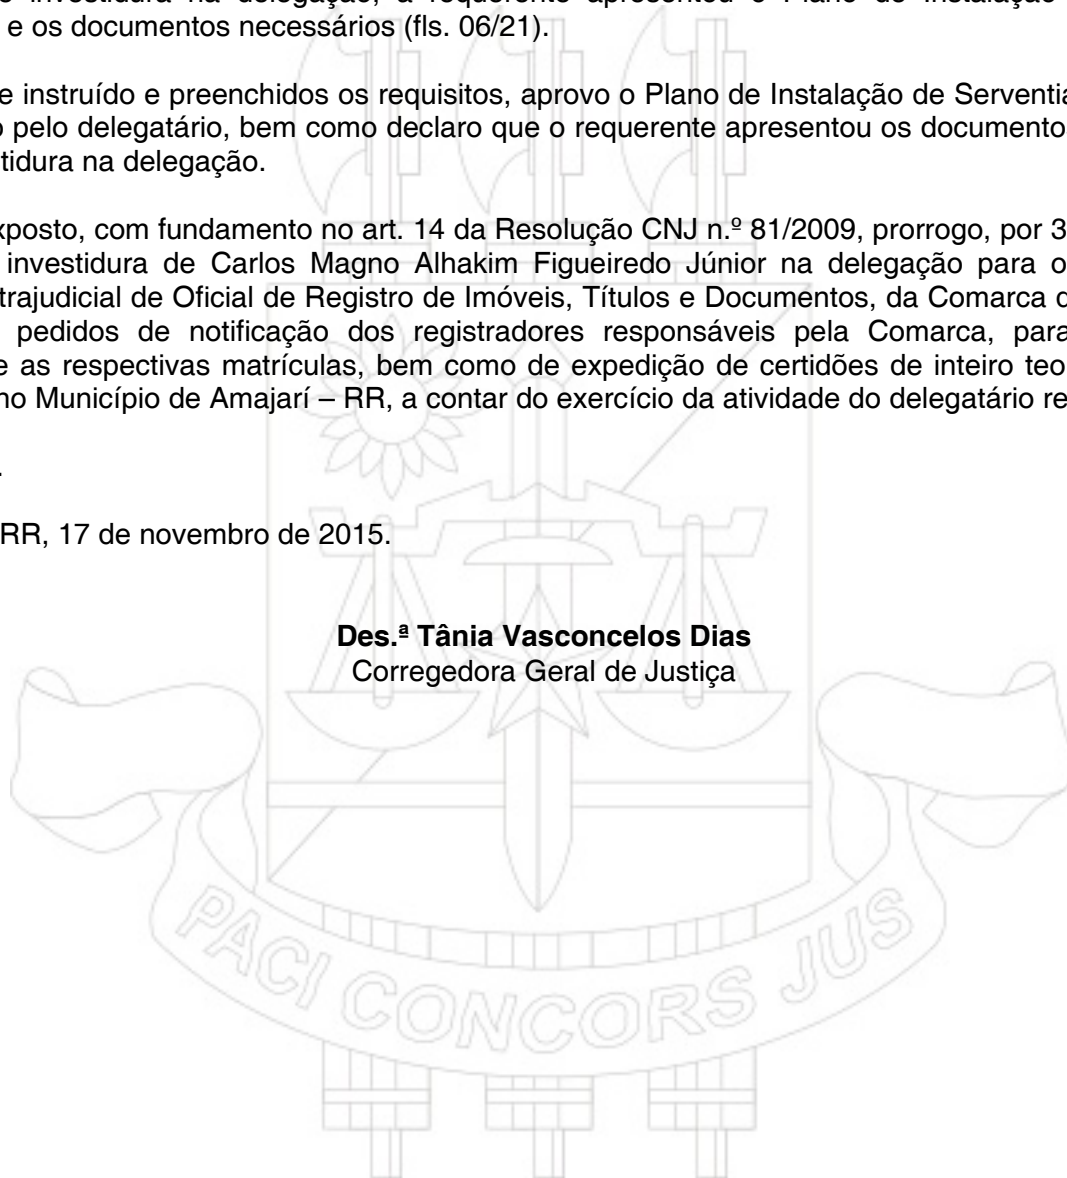 e investidura na delegação, a requerente apresentou o Plano de Instalação
e os documentos necessários (fls. 06/21).
e instruído e preenchidos os requisitos, aprovo o Plano de Instalação de Serventia
o pelo delegatário, bem como declaro que o requerente apresentou os documento
tidura na delegação.
xposto, com fundamento no art. 14 da Resolução CNJ n.º 81/2009, prorrogo, por 3
investidura de Carlos Magno Alhakim Figueiredo Júnior na delegação para o
trajudicial de Oficial de Registro de Imóveis, Títulos e Documentos, da Comarca d
pedidos de notificação dos registradores responsáveis pela Comarca, para
e as respectivas matrículas, bem como de expedição de certidões de inteiro teo
no Município de Amajarí – RR, a contar do exercício da atividade do delegatário re
.
RR, 17 de novembro de 2015.
Des.ª Tânia Vasconcelos Dias
Corregedora Geral de Justiça
PACI CONCORS JUS